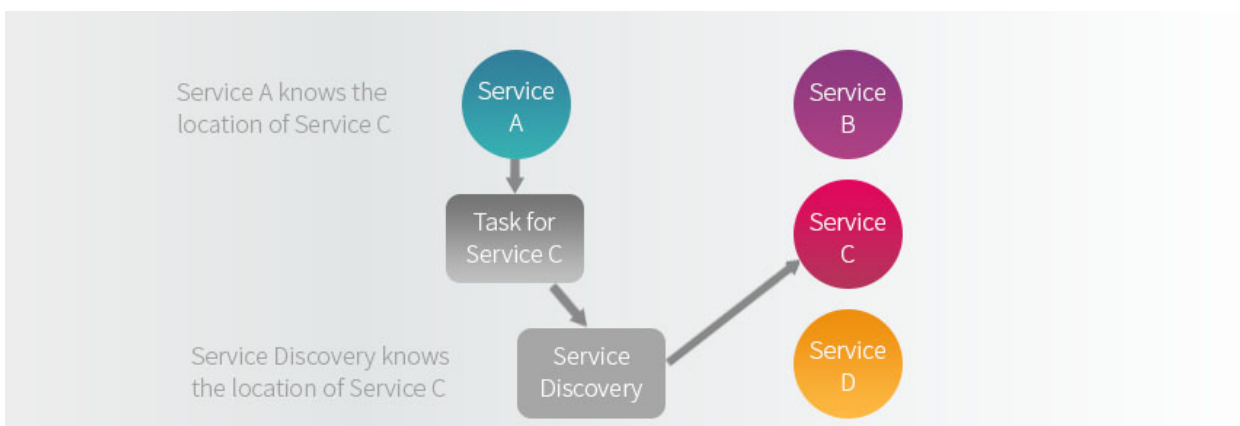 Service A knows the
location of Service C
Service
A
Service
B
Task for
Service C
Service
C
Service Discovery knows
the location of Service C
Service
Discovery
Service
D